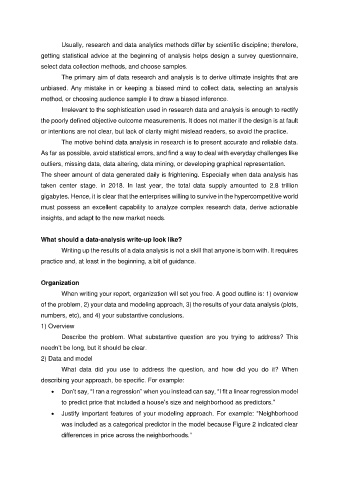 Usually, research and data analytics methods differ by scientific discipline; therefore,
getting statistical advice at the beginning of analysis helps design a survey questionnaire,
select data collection methods, and choose samples.
The primary aim of data research and analysis is to derive ultimate insights that are
unbiased. Any mistake in or keeping a biased mind to collect data, selecting an analysis
method, or choosing audience sample il to draw a biased inference.
Irrelevant to the sophistication used in research data and analysis is enough to rectify
the poorly defined objective outcome measurements. It does not matter if the design is at fault
or intentions are not clear, but lack of clarity might mislead readers, so avoid the practice.
The motive behind data analysis in research is to present accurate and reliable data.
As far as possible, avoid statistical errors, and find a way to deal with everyday challenges like
outliers, missing data, data altering, data mining, or developing graphical representation.
The sheer amount of data generated daily is frightening. Especially when data analysis has
taken center stage. in 2018. In last year, the total data supply amounted to 2.8 trillion
gigabytes. Hence, it is clear that the enterprises willing to survive in the hypercompetitive world
must possess an excellent capability to analyze complex research data, derive actionable
insights, and adapt to the new market needs.
What should a data-analysis write-up look like?
Writing up the results of a data analysis is not a skill that anyone is born with. It requires
practice and, at least in the beginning, a bit of guidance.
Organization
When writing your report, organization will set you free. A good outline is: 1) overview
of the problem, 2) your data and modeling approach, 3) the results of your data analysis (plots,
numbers, etc), and 4) your substantive conclusions.
1) Overview
Describe the problem. What substantive question are you trying to address? This
needn't be long, but it should be clear.
2) Data and model
What data did you use to address the question, and how did you do it? When
describing your approach, be specific. For example:
• Don't say, "I ran a regression" when you instead can say, "I fit a linear regression model
to predict price that included a house's size and neighborhood as predictors."
• Justify important features of your modeling approach. For example: "Neighborhood
was included as a categorical predictor in the model because Figure 2 indicated clear
differences in price across the neighborhoods."